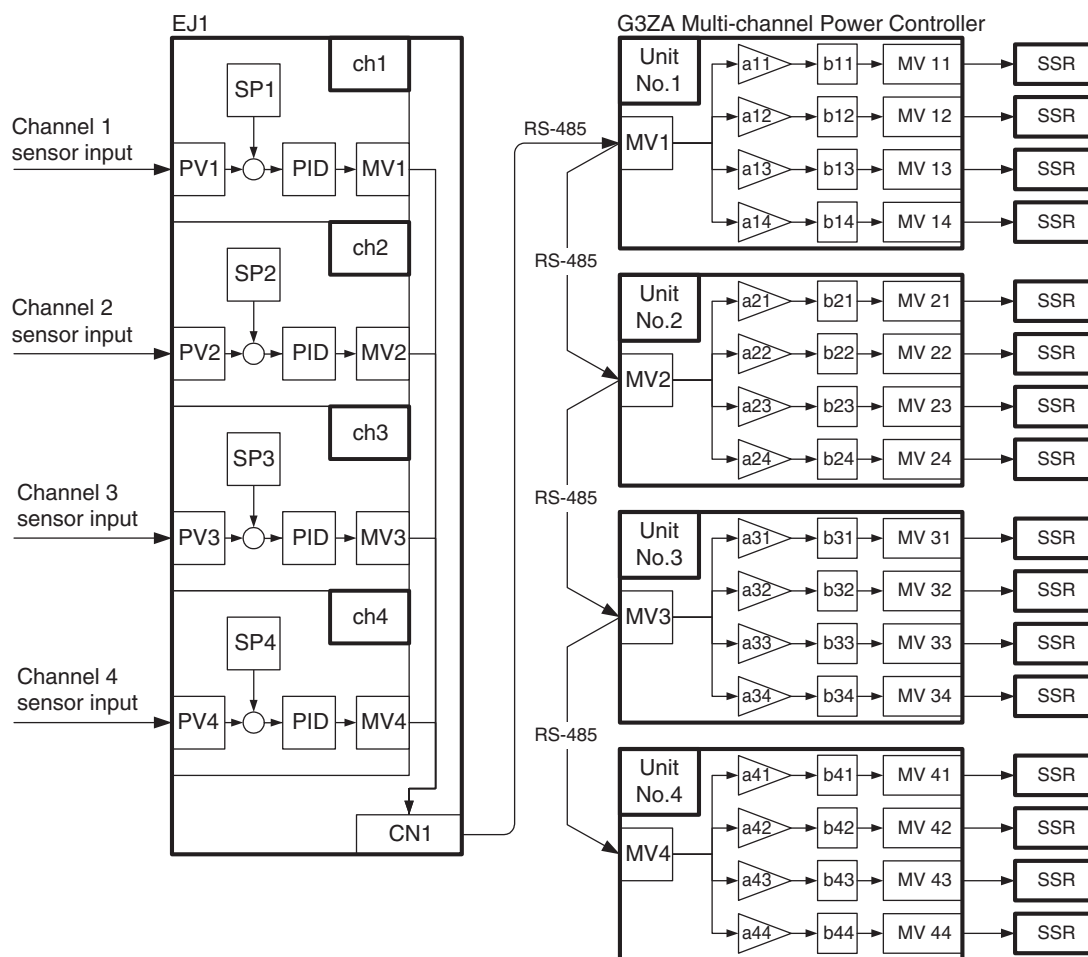 EJ1
ch1
SP1
Channel 1
sensor input
PV1
PID
MV1
ch2
SP2
Channel 2
sensor input
PV2
PID
MV2
ch3
SP3
Channel 3
sensor input
PV3
PID
MV3
ch4
SP4
Channel 4
sensor input
PV4
PID
MV4
CN1
RS-485
RS-485
RS-485
RS-485
G3ZA Multi-channel Power Controller
Unit
No.1
MV1
a11 b11 MV 11 SSR
a12 b12 MV 12 SSR
a13 b13 MV 13 SSR
a14 b14 MV 14 SSR
Unit
No.2
MV2
a21 b21 MV 21 SSR
a22 b22 MV 22 SSR
a23 b23 MV 23 SSR
a24 b24 MV 24 SSR
Unit
No.3
MV3
a31 b31 MV 31 SSR
a32 b32 MV 32 SSR
a33 b33 MV 33 SSR
a34 b34 MV 34 SSR
Unit
No.4
MV4
a41 b41 MV 41 SSR
a42 b42 MV 42 SSR
a43 b43 MV 43 SSR
a44 b44 MV 44 SSR